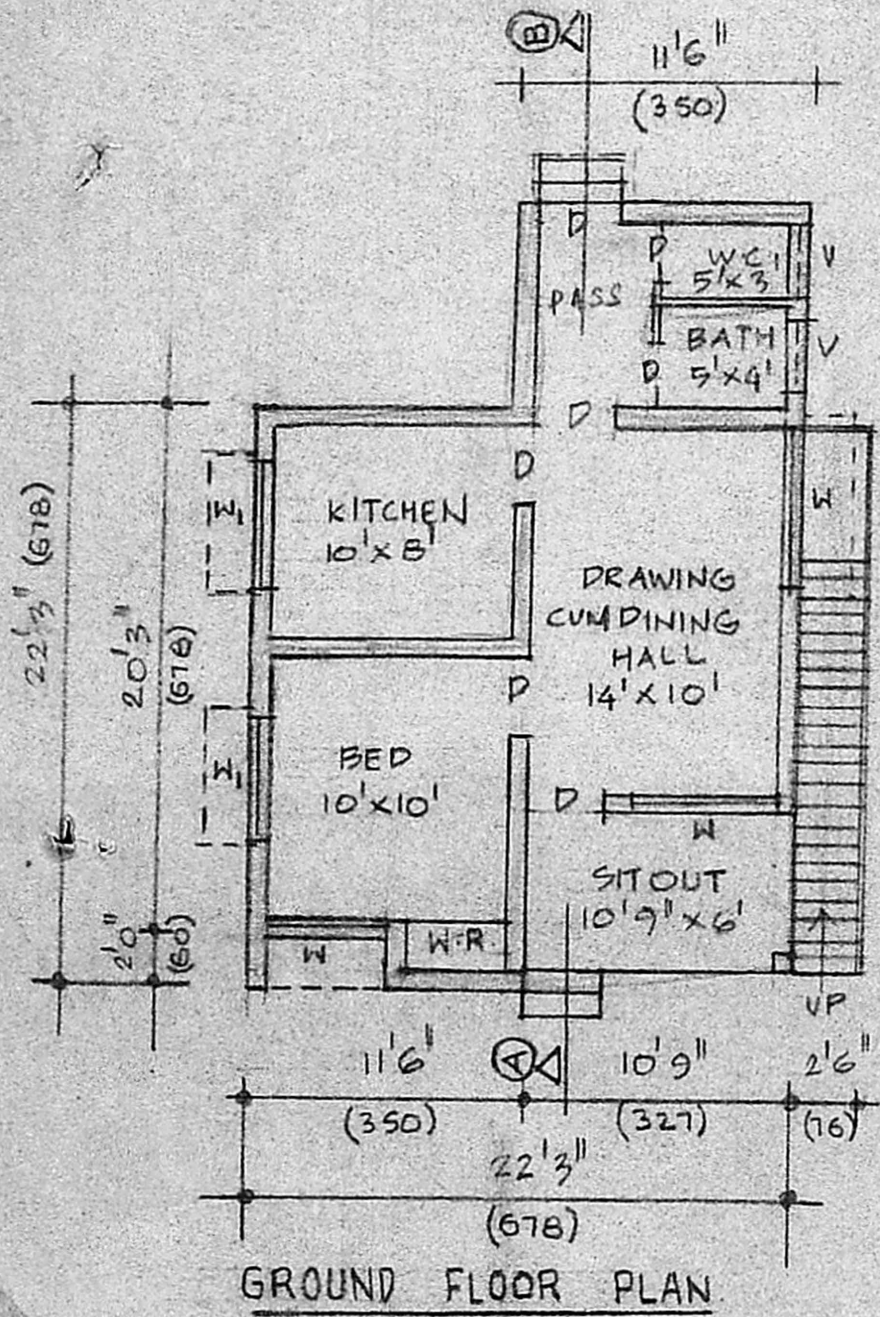 B
11'6"
(350)
D
D
W.C.
5'x3'
V
PASS
BATH
5'x4'
V
D
D
D
W1
KITCHEN
10'x8'
W
DRAWING
CUM DINING
HALL
14'x10'
22'3" (678)
20'3"
(678)
D
W1
BED
10'x10'
D
W
SITOUT
10'9"x6'
2'0"
(60)
W
W.R
UP
11'6"
A
10'9"
2'6"
(350)
(327)
(76)
22'3"
(678)
GROUND FLOOR PLAN